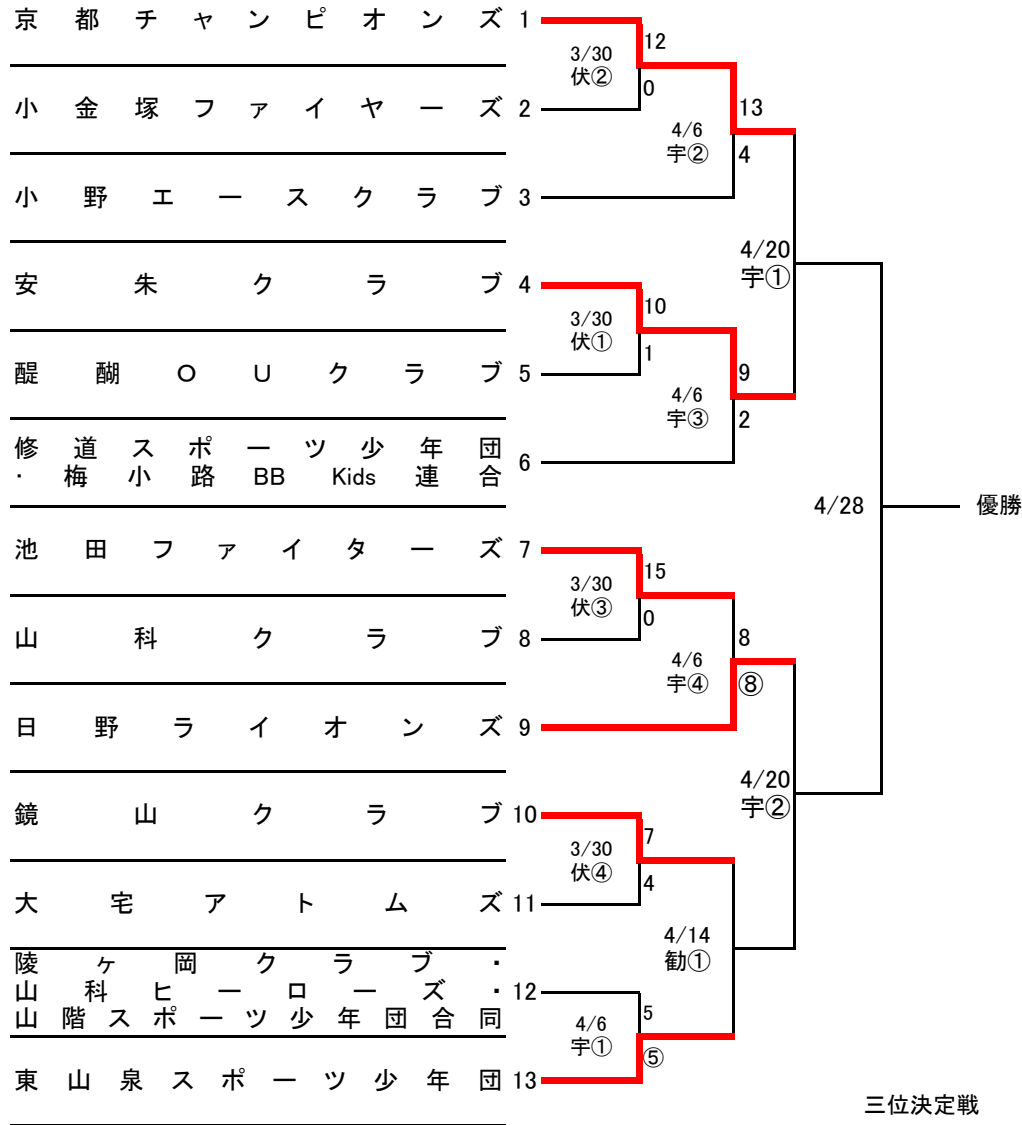 京都チャンピオンズ 1
12
3/30
伏②
0
小金塚ファイヤーズ 2
13
4/6
宇②
4
小野エースクラブ 3
4/20
宇①
安朱クラブ 4
10
3/30
伏①
1
醍醐OUクラブ 5
9
4/6
宇③
2
修道スポーツ少年団
・梅小路 BB Kids 連合 6
4/28 優勝
池田ファイターズ 7
15
3/30
伏③
0
山科クラブ 8
8
4/6
宇④
⑧
日野ライオンズ 9
4/20
宇②
鏡山クラブ 10
7
3/30
伏④
4
大宅アトムズ 11
4/14
勧①
陵ヶ岡クラブ・
山科ヒーローズ・ 12
山階スポーツ少年団合同
5
4/6
宇①
⑤
東山泉スポーツ少年団 13
三位決定戦